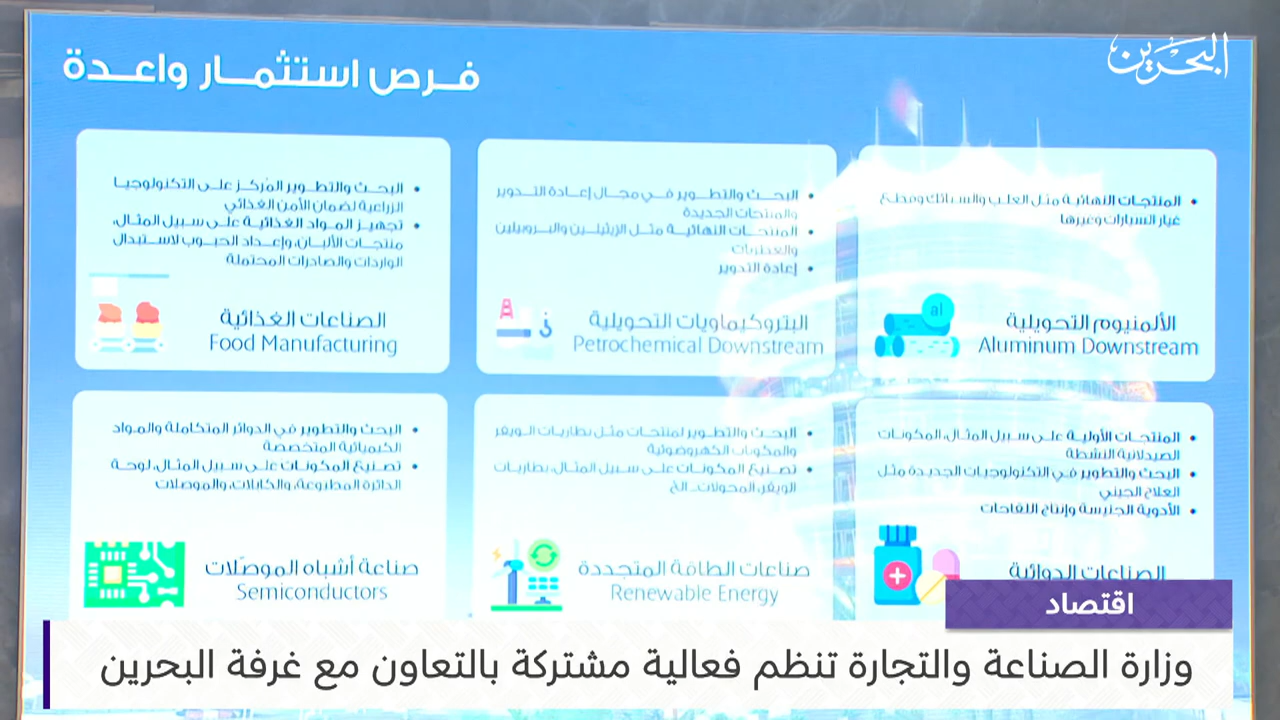 البحرين
فرص استثمار واعدة
المنتجات النهائية مثل العلب والسبائك وقطع
غيار السيارات وغيرها
الألمنيوم التحويلية
Aluminum Downstream
البحث والتطوير في مجال إعادة التدوير
والمنتجات الجديدة
المنتجات النهائية مثل الإيثيلين والبروبيلين
والعطريات
إعادة التدوير
البتروكيماويات التحويلية
Petrochemical Downstream
البحث والتطوير المركز على التكنولوجيا
الزراعية لضمان الأمن الغذائي
تجهيز المواد الغذائية على سبيل المثال،
منتجات الألبان، وإعداد الحبوب لاستبدال
الواردات والصادرات المحتملة
الصناعات الغذائية
Food Manufacturing
المنتجات الأولية على سبيل المثال، المكونات
الصيدلانية النشطة
البحث والتطوير في التكنولوجيات الجديدة مثل
العلاج الجيني
الأدوية الجنيسة وإنتاج اللقاحات
al
الصناعات الدوائية
البحث والتطوير لمنتجات مثل بطاريات الويفر
والمكونات الكهروضوئية
تصنيع المكونات على سبيل المثال، بطاريات
الويفر، المحولات...الخ
صناعات الطاقة المتجددة
Renewable Energy
البحث والتطوير في الدوائر المتكاملة والمواد
الكيميائية المتخصصة
تصنيع المكونات على سبيل المثال، لوحة
الدائرة المطبوعة، والكابلات، والموصلات
صناعة أشباه الموصّلات
Semiconductors
اقتصاد
وزارة الصناعة والتجارة تنظم فعالية مشتركة بالتعاون مع غرفة البحرين